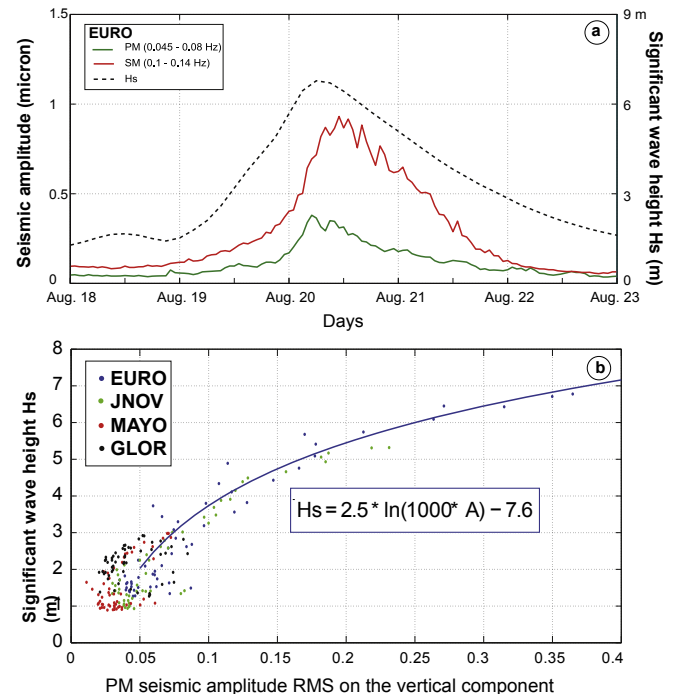 1.5
1
0.5
0
EURO
PM (0.045 - 0.08 Hz)
SM (0.1 - 0.14 Hz)
Hs
a
9 m
6
3
0
Seismic amplitude (micron)
Significant wave height Hs (m)
Aug. 18 Aug. 19 Aug. 20 Aug. 21 Aug. 22 Aug. 23
Days
8
7
6
5
4
3
2
1
0
EURO
JNOV
MAYO
GLOR
b
Hs = 2.5* ln(1000* A) − 7.6
Significant wave height Hs
(m)
0 0.05 0.1 0.15 0.2 0.25 0.3 0.35 0.4
PM seismic amplitude RMS on the vertical component